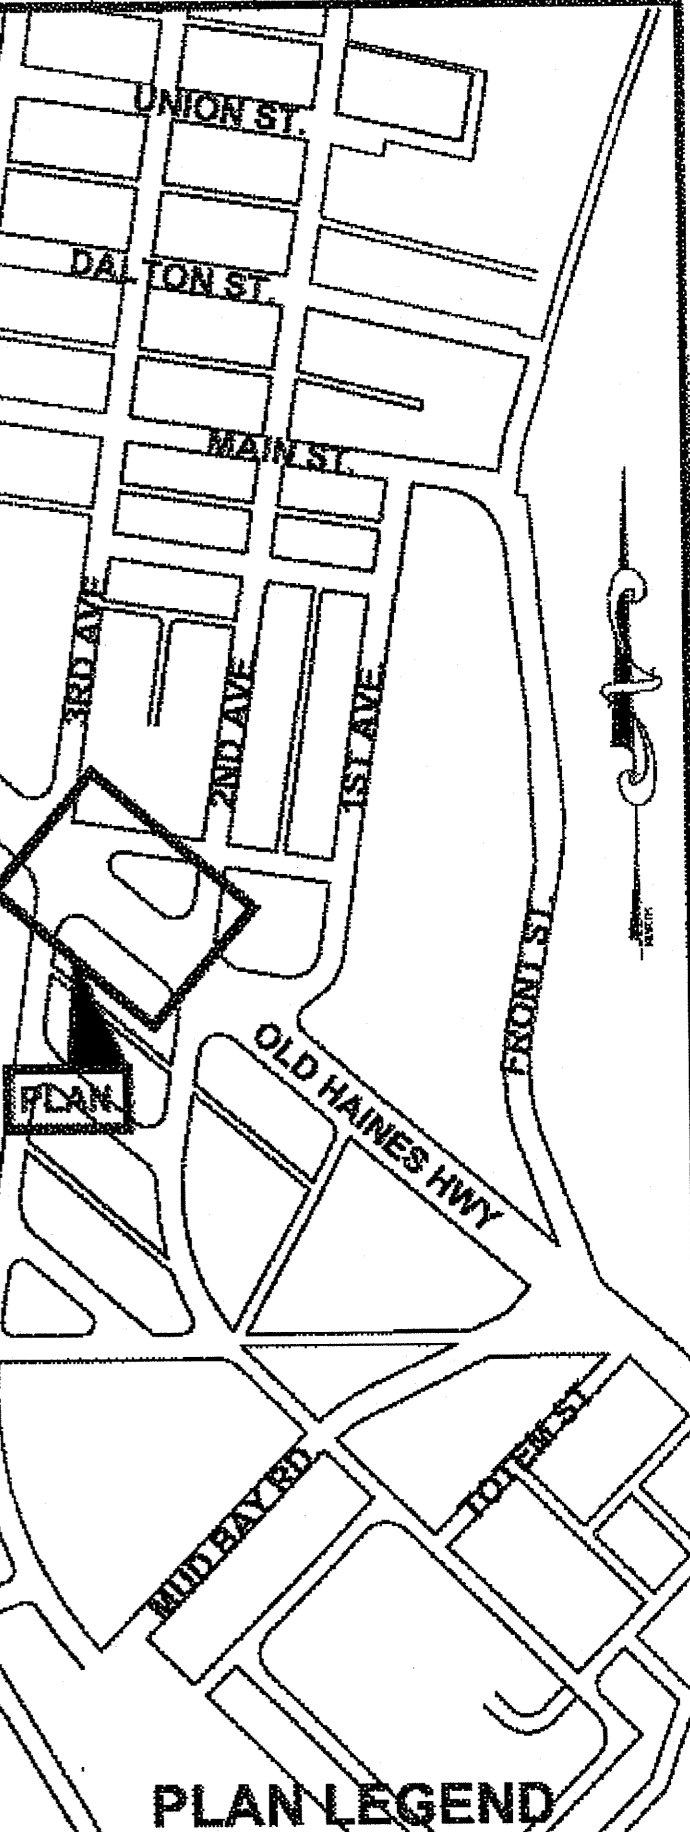 UNION ST.
DALTON ST.
MAIN ST.
3RD AVE
2ND AVE
1ST AVE
FRONT ST.
OLD HAINES HWY
PLAN
TOTEM ST
MUD BAY RD
PLAN LEGEND